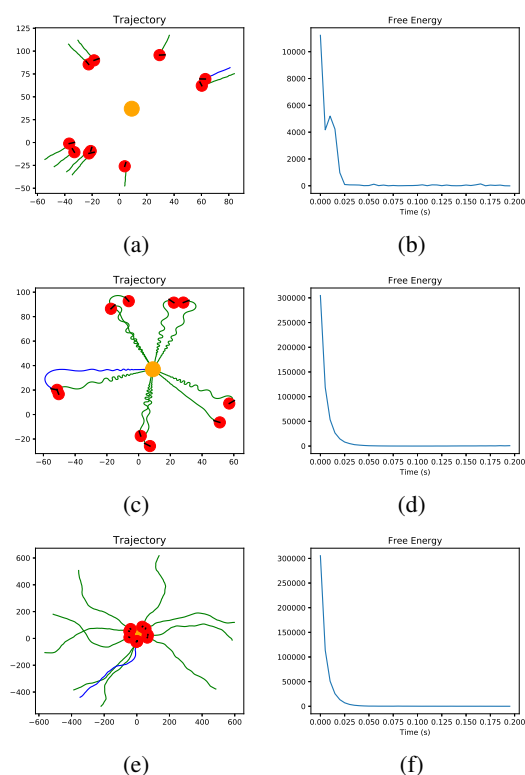 Trajectory
125
100
75
50
25
0
−25
−50
−60 −40 −20 0 20 40 60 80
(a)
Free Energy
10000
8000
6000
4000
2000
0
0.000 0.025 0.050 0.075 0.100 0.125 0.150 0.175 0.200
Time (s)
(b)
Trajectory
100
80
60
40
20
0
−20
−60 −40 −20 0 20 40 60
(c)
Free Energy
300000
250000
200000
150000
100000
50000
0
0.000 0.025 0.050 0.075 0.100 0.125 0.150 0.175 0.200
Time (s)
(d)
Trajectory
600
400
200
0
−200
−400
−600 −400 −200 0 200 400 600
(e)
Free Energy
300000
250000
200000
150000
100000
50000
0
0.000 0.025 0.050 0.075 0.100 0.125 0.150 0.175 0.200
Time (s)
(f)